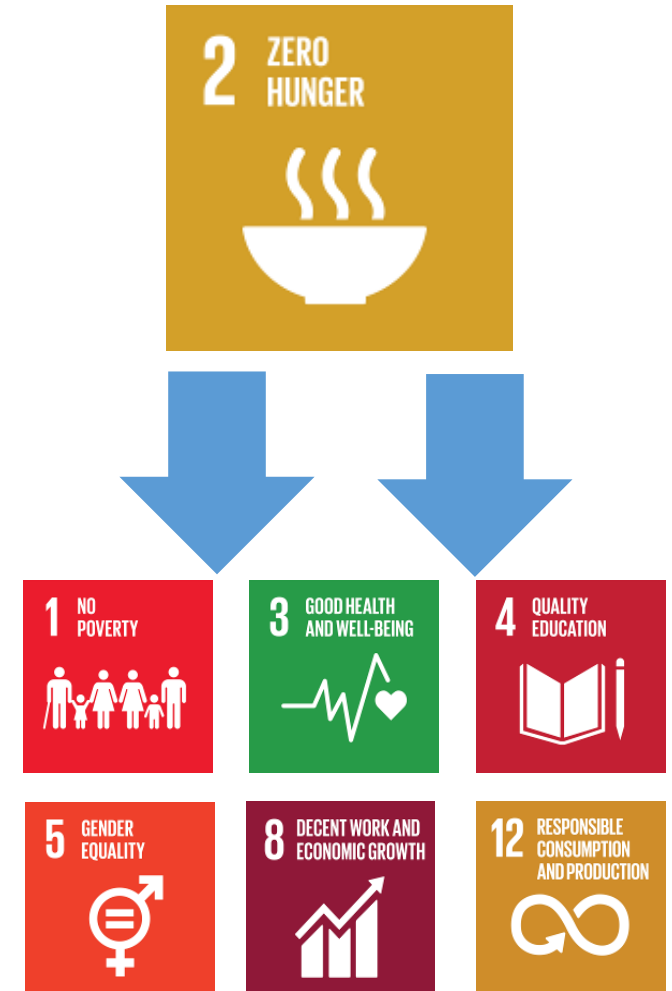 2 ZERO
HUNGER
1 NO
POVERTY
3 GOOD HEALTH
AND WELL-BEING
4 QUALITY
EDUCATION
5 GENDER
EQUALITY
8 DECENT WORK AND
ECONOMIC GROWTH
12 RESPONSIBLE
CONSUMPTION
AND PRODUCTION